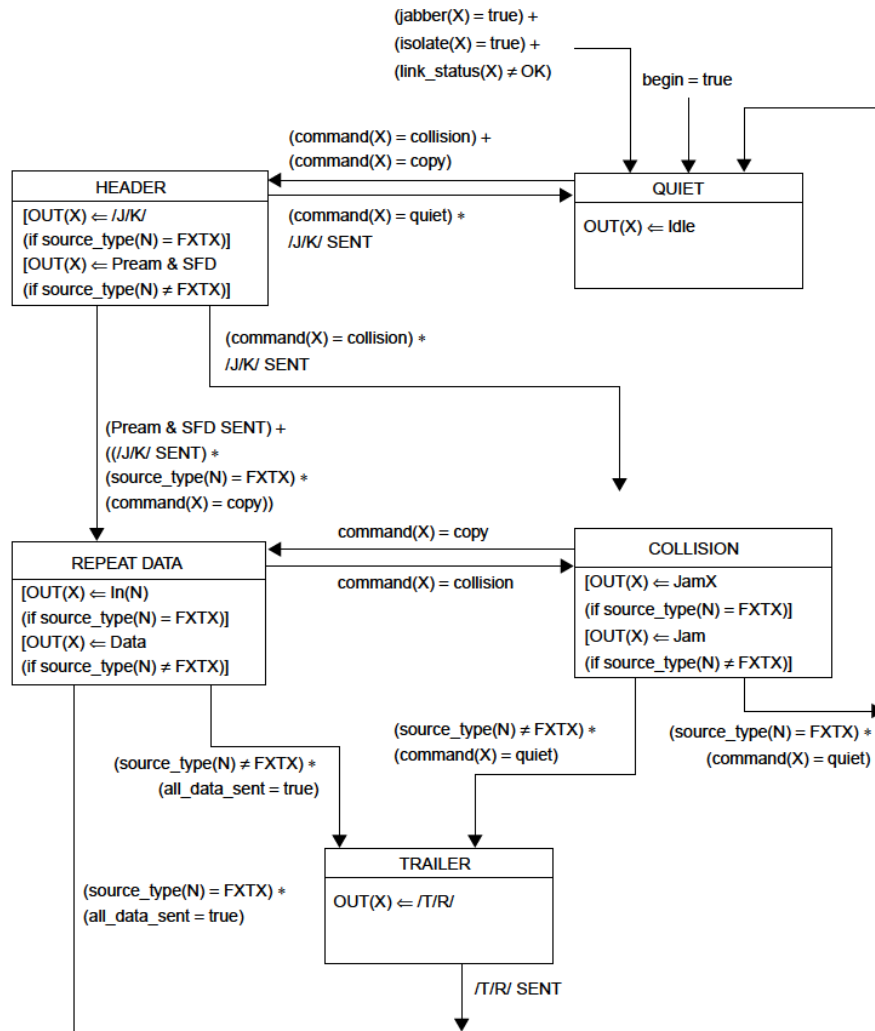 (jabber(X) = true) +
(isolate(X) = true) +
(link_status(X) ≠ OK)
begin = true
(command(X) = collision) +
(command(X) = copy)
HEADER
[OUT(X) ⇐ /J/K/
(if source_type(N) = FXTX)]
[OUT(X) ⇐ Pream & SFD
(if source_type(N) ≠ FXTX)]
(command(X) = quiet) *
/J/K/ SENT
QUIET
OUT(X) ⇐ Idle
(command(X) = collision) *
/J/K/ SENT
(Pream & SFD SENT) +
((/J/K/ SENT) *
(source_type(N) = FXTX) *
(command(X) = copy))
command(X) = copy
command(X) = collision
REPEAT DATA
[OUT(X) ⇐ In(N)
(if source_type(N) = FXTX)]
[OUT(X) ⇐ Data
(if source_type(N) ≠ FXTX)]
COLLISION
[OUT(X) ⇐ JamX
(if source_type(N) = FXTX)]
[OUT(X) ⇐ Jam
(if source_type(N) ≠ FXTX)]
(source_type(N) ≠ FXTX) *
(all_data_sent = true)
(source_type(N) ≠ FXTX) *
(command(X) = quiet)
(source_type(N) = FXTX) *
(command(X) = quiet)
(source_type(N) = FXTX) *
(all_data_sent = true)
TRAILER
OUT(X) ⇐ /T/R/
/T/R/ SENT